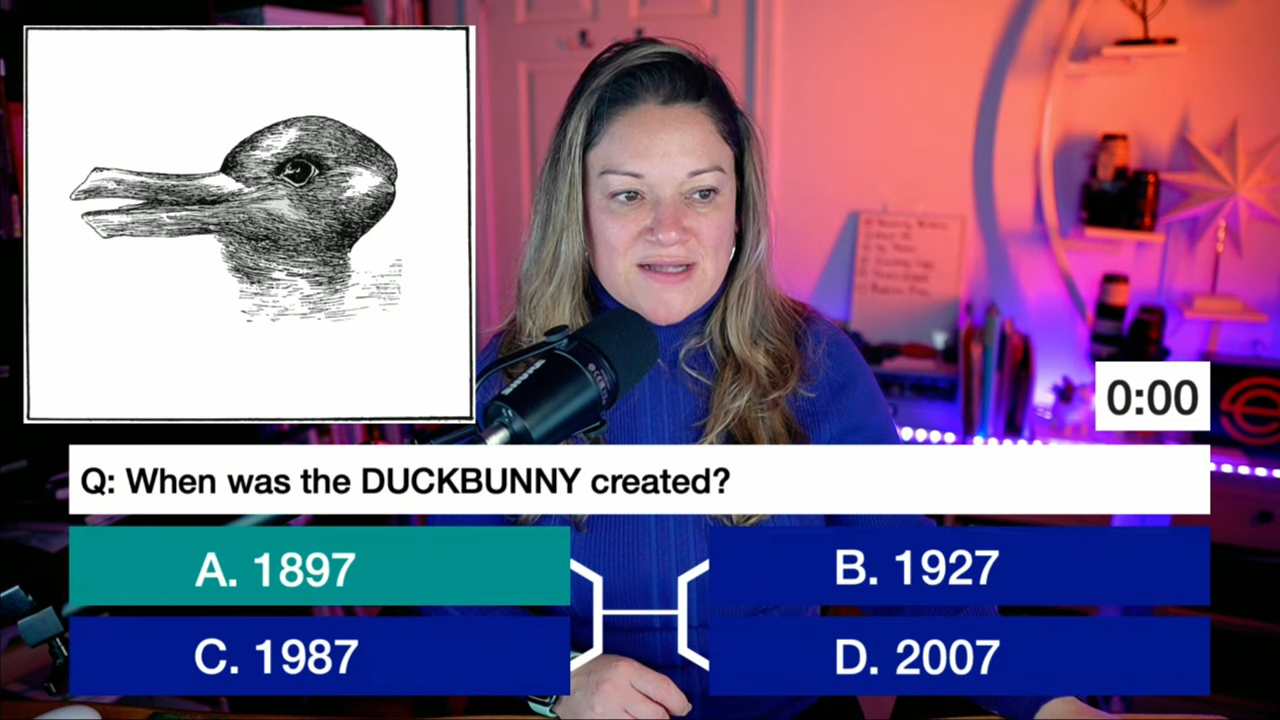 0:00
Q: When was the DUCKBUNNY created?
A. 1897
B. 1927
C. 1987
D. 2007